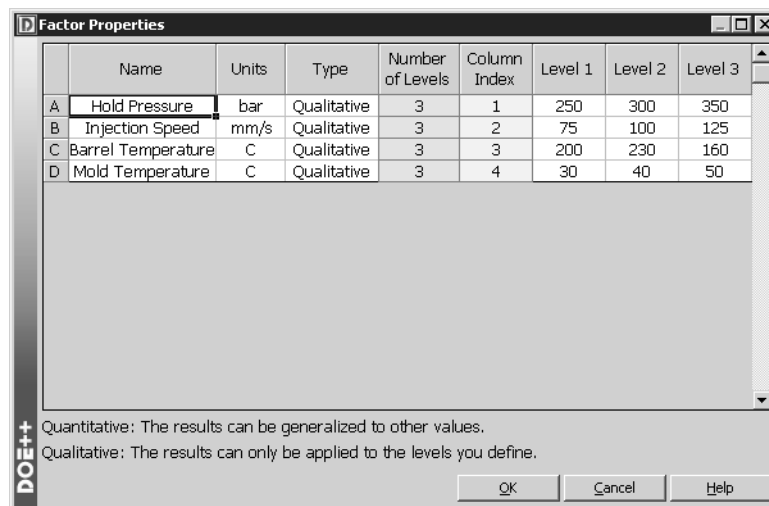 D Factor Properties
Name Units Type Number of Levels Column Index Level 1 Level 2 Level 3
A Hold Pressure bar Qualitative 3 1 250 300 350
B Injection Speed mm/s Qualitative 3 2 75 100 125
C Barrel Temperature C Qualitative 3 3 200 230 160
D Mold Temperature C Qualitative 3 4 30 40 50
Quantitative: The results can be generalized to other values.
Qualitative: The results can only be applied to the levels you define.
DOE++
OK Cancel Help